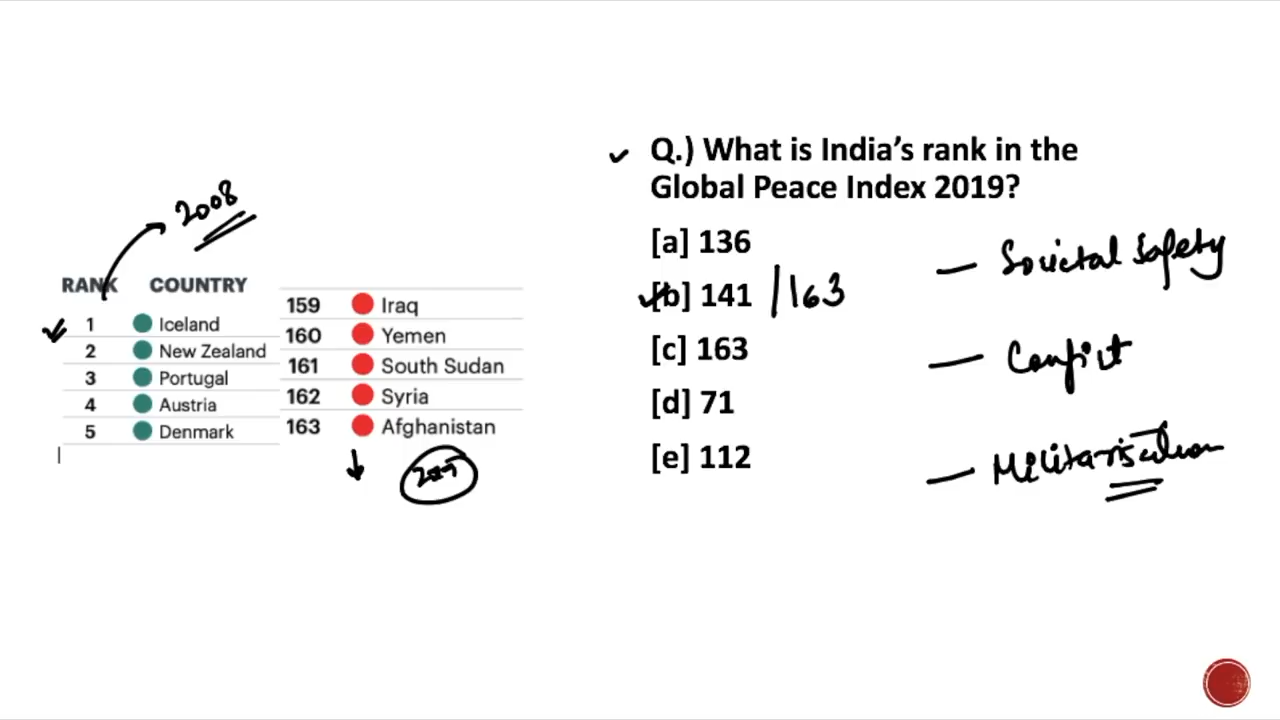 2008
RANK COUNTRY
1 Iceland
2 New Zealand
3 Portugal
4 Austria
5 Denmark
159 Iraq
160 Yemen
161 South Sudan
162 Syria
163 Afghanistan
Q.) What is India's rank in the
Global Peace Index 2019?
[a] 136
[b] 141 /163
[c] 163
[d] 71
[e] 112
— Societal Safety
— Conflict
— Militarisation